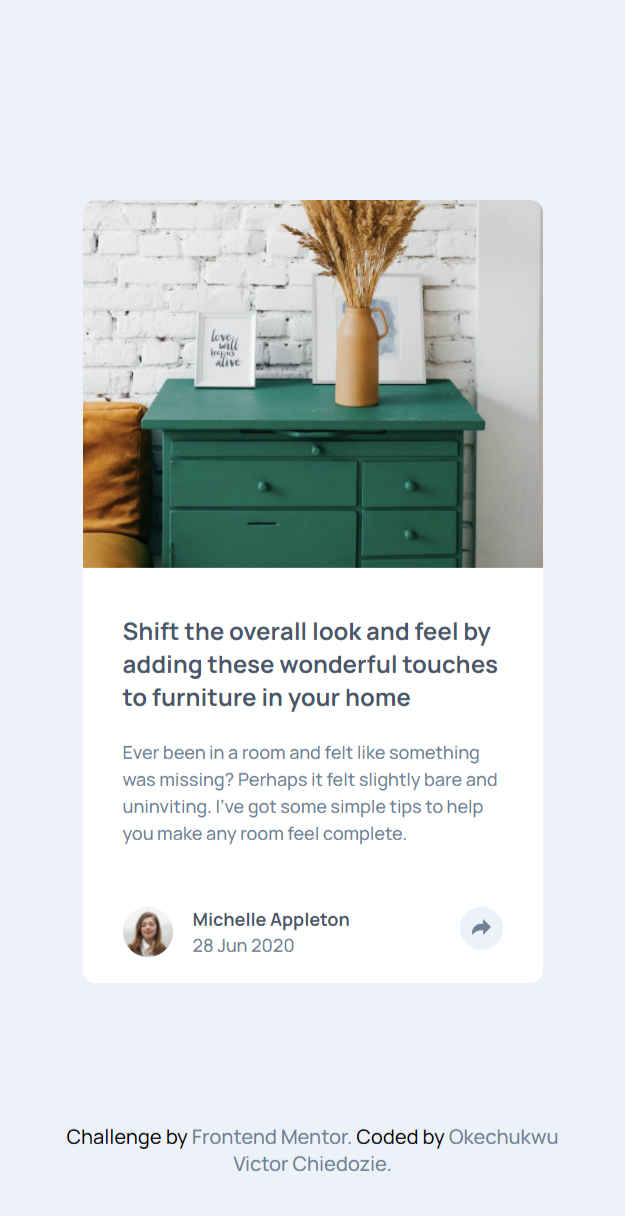 love
will
keep us
alive
Shift the overall look and feel by
adding these wonderful touches
to furniture in your home
Ever been in a room and felt like something
was missing? Perhaps it felt slightly bare and
uninviting. I've got some simple tips to help
you make any room feel complete.
Michelle Appleton
28 Jun 2020
Challenge by Frontend Mentor. Coded by Okechukwu
Victor Chiedozie.